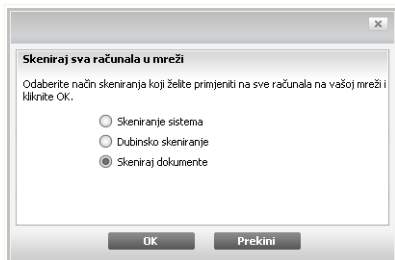 Skeniraj sva računala u mreži
Odaberite način skeniranja koji želite primjeniti na sve računala na vašoj mreži i
kliknite OK.
Skeniranje sistema
Dubinsko skeniranje
Skeniraj dokumente
OK Prekini